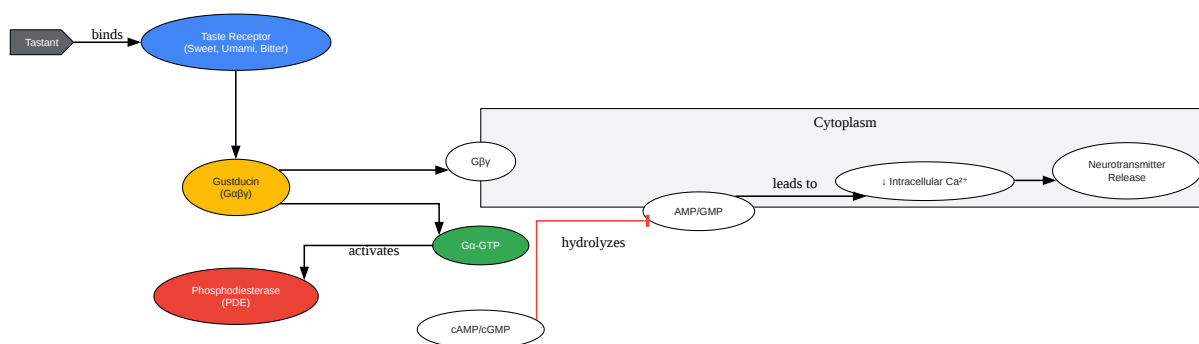 Tastant
binds
Taste Receptor
(Sweet, Umami, Bitter)
Cytoplasm
Gustducin
(Gαβγ)
Gβγ
AMP/GMP
leads to
↓ Intracellular Ca²⁺
Neurotransmitter
Release
Gα-GTP
activates
hydrolyzes
Phosphodiesterase
(PDE)
cAMP/cGMP